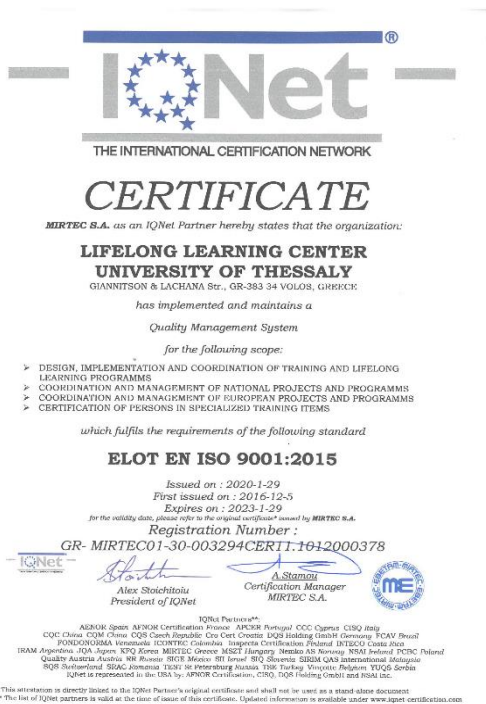 IQNet ®
THE INTERNATIONAL CERTIFICATION NETWORK
CERTIFICATE
MIRTEC S.A. as an IQNet Partner hereby states that the organization:
LIFELONG LEARNING CENTER
UNIVERSITY OF THESSALY
GIANNITSON & LACHANA Str., GR-383 34 VOLOS, GREECE
has implemented and maintains a
Quality Management System
for the following scope:
➢ DESIGN, IMPLEMENTATION AND COORDINATION OF TRAINING AND LIFELONG
LEARNING PROGRAMMS
➢ COORDINATION AND MANAGEMENT OF NATIONAL PROJECTS AND PROGRAMMS
➢ COORDINATION AND MANAGEMENT OF EUROPEAN PROJECTS AND PROGRAMMS
➢ CERTIFICATION OF PERSONS IN SPECIALIZED TRAINING ITEMS
which fulfils the requirements of the following standard
ELOT EN ISO 9001:2015
Issued on : 2020-1-29
First issued on : 2016-12-5
Expires on : 2023-1-29
for the validity date, please refer to the original certificate* issued by MIRTEC S.A.
Registration Number :
GR- MIRTEC01-30-003294CERT1.1012000378
IQNet
Alex Stoichitoiu
President of IQNet
A.Stamou
Certification Manager
MIRTEC S.A.
ME
IQNet Partners**:
AENOR Spain AFNOR Certification France APCER Portugal CCC Cyprus CISQ Italy
CQC China CQM China CQS Czech Republic Cro Cert Croatia DQS Holding GmbH Germany FCAV Brazil
FONDONORMA Venezuela ICONTEC Colombia Inspecta Certification Finland INTECO Costa Rica
IRAM Argentina JQA Japan KFQ Korea MIRTEC Greece MSZT Hungary Nemko AS Norway NSAI Ireland PCBC Poland
Quality Austria Austria RR Russia SIGE México SII Israel SIQ Slovenia SIRIM QAS International Malaysia
SQS Switzerland SRAC Romania TEST St Petersburg Russia TSE Turkey Vinçotte Belgium YUQS Serbia
IQNet is represented in the USA by: AFNOR Certification, CISQ, DQS Holding GmbH and NSAI Inc.
This attestation is directly linked to the IQNet Partner's original certificate and shall not be used as a stand-alone document
* The list of IQNet partners is valid at the time of issue of this certificate. Updated information is available under www.iqnet-certification.com